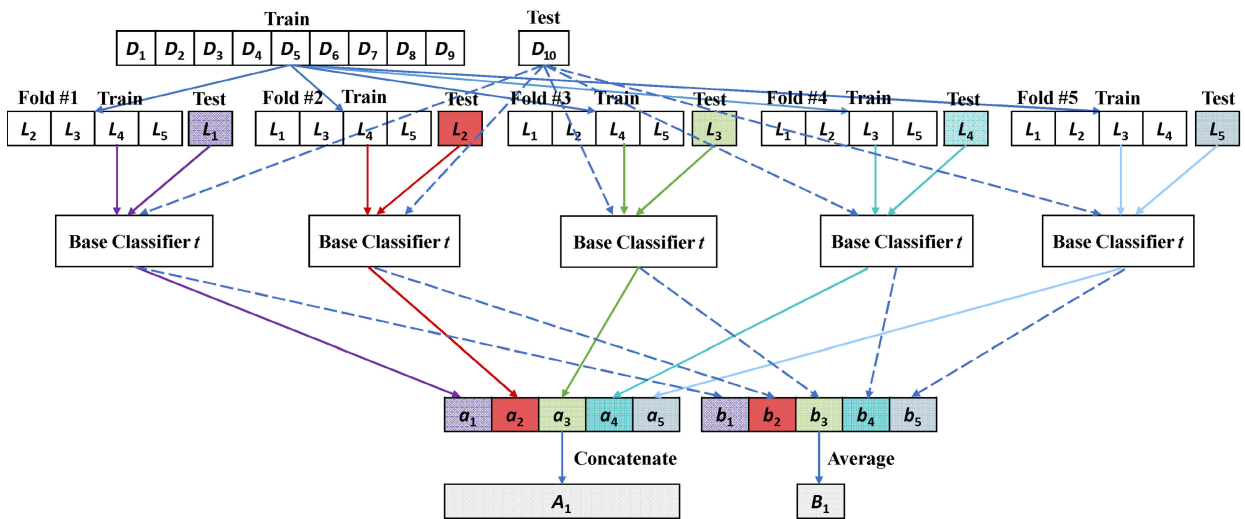 Train Test
D1 D2 D3 D4 D5 D6 D7 D8 D9 D10
Fold #1 Train Test Fold #2 Train Test Fold #3 Train Test Fold #4 Train Test Fold #5 Train Test
L2 L3 L4 L5 L1 L1 L3 L4 L5 L2 L1 L2 L4 L5 L3 L1 L2 L3 L5 L4 L1 L2 L3 L4 L5
Base Classifier t Base Classifier t Base Classifier t Base Classifier t Base Classifier t
a1 a2 a3 a4 a5 b1 b2 b3 b4 b5
Concatenate Average
A1 B1